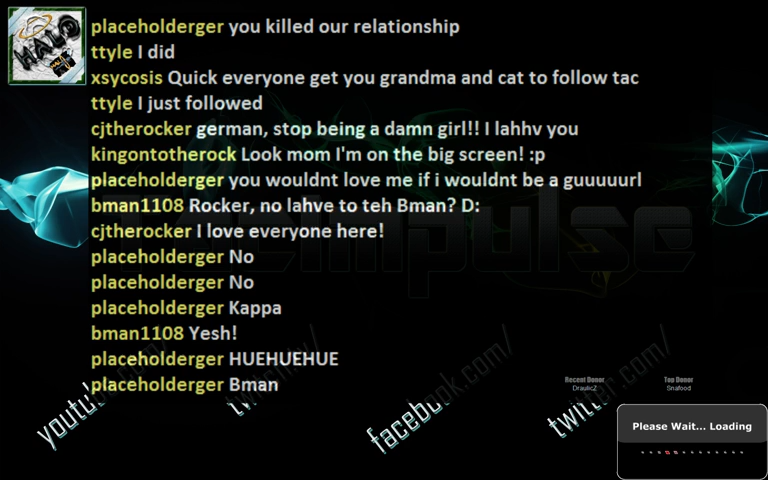 HALO
placeholderger you killed our relationship
ttyle I did
xsycosis Quick everyone get you grandma and cat to follow tac
ttyle I just followed
cjtherocker german, stop being a damn girl!! I lahhv you
kingontotherock Look mom I'm on the big screen! :p
placeholderger you wouldnt love me if i wouldnt be a guuuurl
bman1108 Rocker, no lahve to teh Bman? D:
cjtherocker I love everyone here!
placeholderger No
placeholderger No
placeholderger Kappa
bman1108 Yesh!
placeholderger HUEHUEHUE
placeholderger Bman
facebook.com/
twitter.com/
Recent Donor
DraulicZ
Top Donor
Snafood
Please Wait... Loading